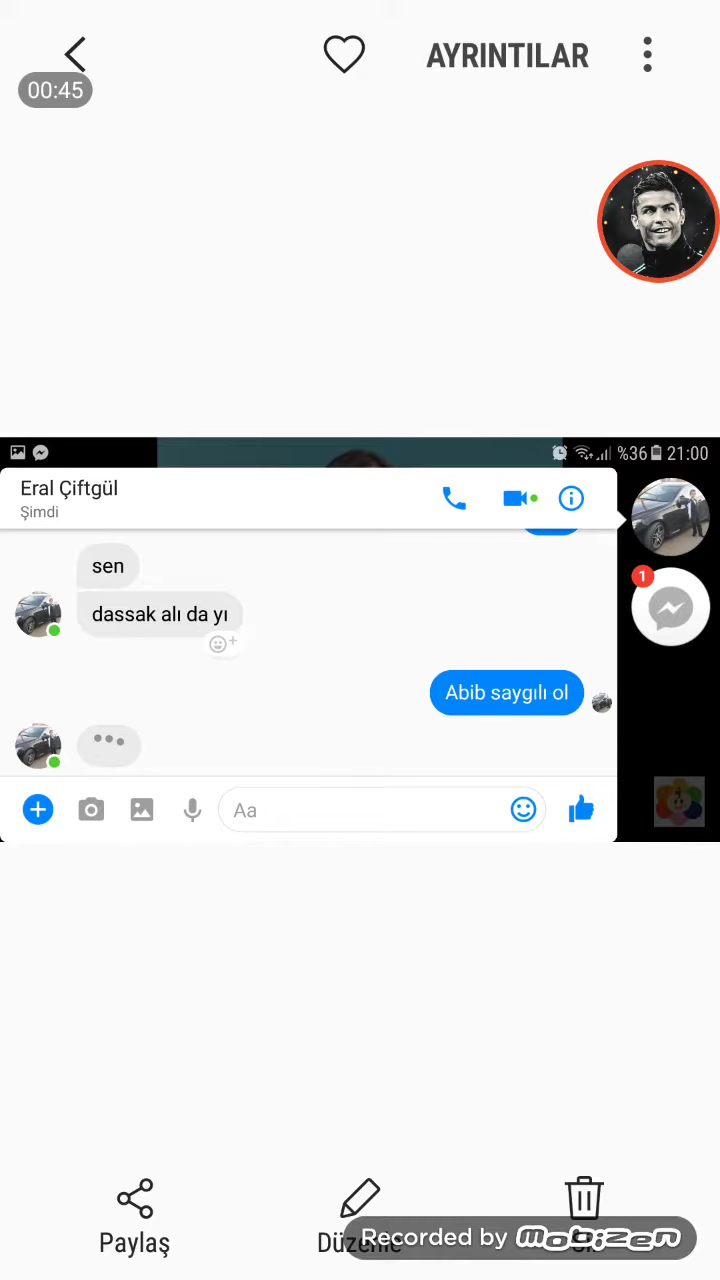 AYRINTILAR
00:45
%36 21:00
Eral Çiftgül
Şimdi
1
sen
dassak alı da yı
Abib saygılı ol
Aa
Paylaş
Recorded by mobizen